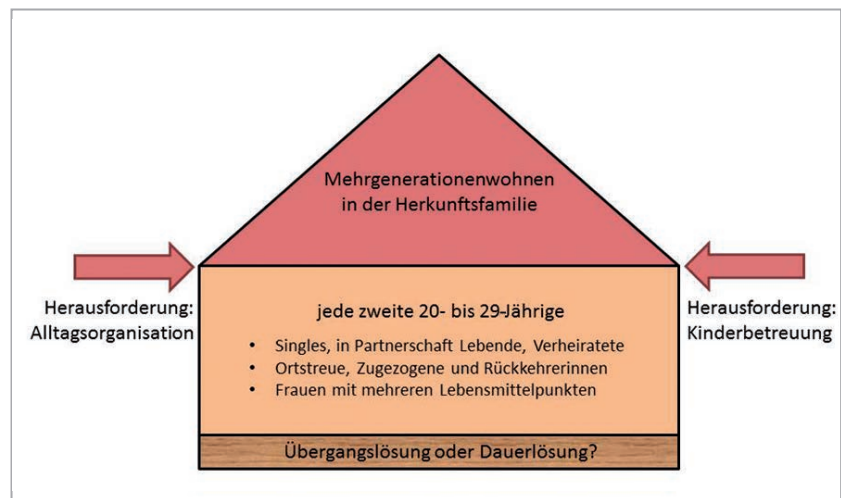 Mehrgenerationenwohnen
in der Herkunftsfamilie
Herausforderung:
Alltagsorganisation
jede zweite 20- bis 29-Jährige
• Singles, in Partnerschaft Lebende, Verheiratete
• Ortstreue, Zugezogene und Rückkehrerinnen
• Frauen mit mehreren Lebensmittelpunkten
Herausforderung:
Kinderbetreuung
Übergangslösung oder Dauerlösung?